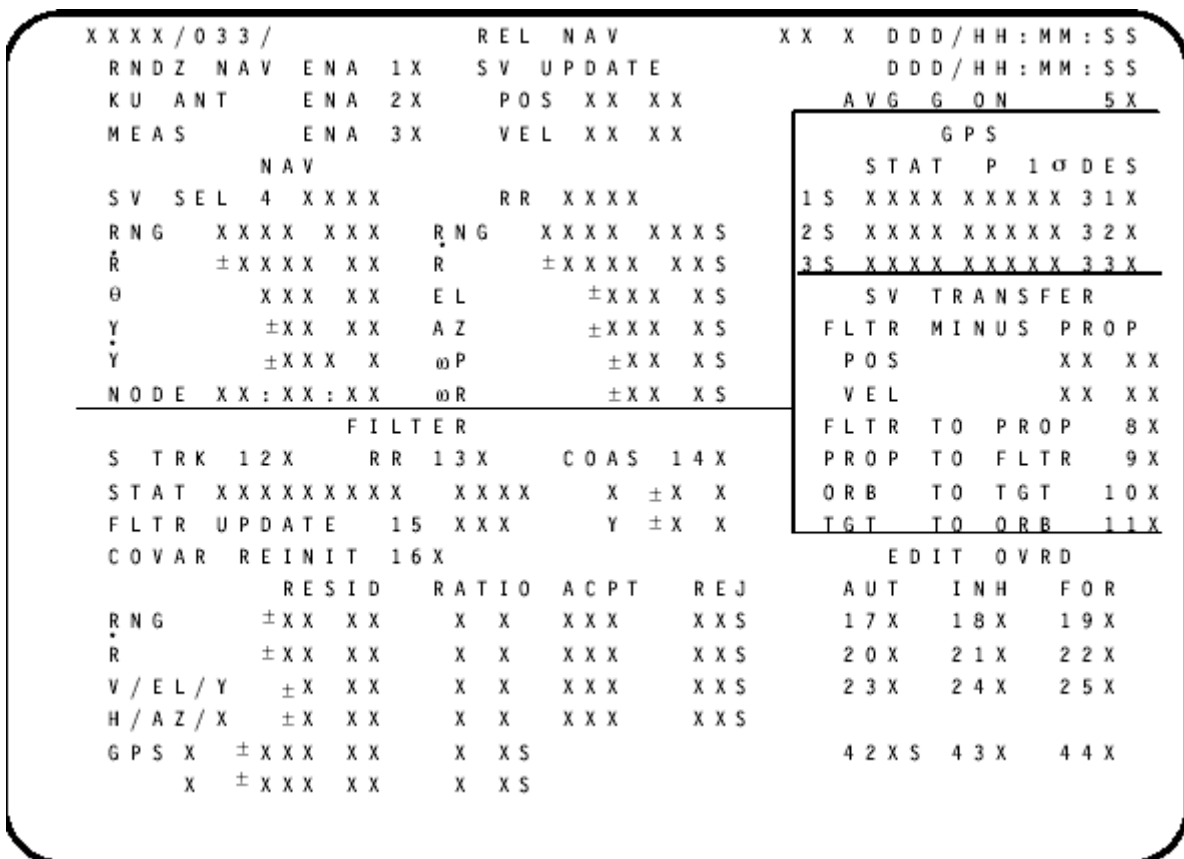 XXXX/033/ REL NAV XX X DDD/HH:MM:SS
RNDZ NAV ENA 1X SV UPDATE DDD/HH:MM:SS
KU ANT ENA 2X POS XX XX AVG G ON 5X
MEAS ENA 3X VEL XX XX GPS
NAV STAT P 1σ DES
SV SEL 4 XXXX RR XXXX 1S XXXX XXXXX 31X
RNG XXXX XXX RNG XXXX XXXS 2S XXXX XXXXX 32X
Ṙ ±XXXX XX Ṙ ±XXXX XXS 3S XXXX XXXXX 33X
θ XXX XX EL ±XXX XS SV TRANSFER
Y ±XX XX AZ ±XXX XS FLTR MINUS PROP
Ẏ ±XXX X ωP ±XX XS POS XX XX
NODE XX:XX:XX ωR ±XX XS VEL XX XX
FILTER FLTR TO PROP 8X
S TRK 12X RR 13X COAS 14X PROP TO FLTR 9X
STAT XXXXXXXXX XXXX X ±X X ORB TO TGT 10X
FLTR UPDATE 15 XXX Y ±X X TGT TO ORB 11X
COVAR REINIT 16X EDIT OVRD
RESID RATIO ACPT REJ AUT INH FOR
RNG ±XX XX X X XXX XXS 17X 18X 19X
Ṙ ±XX XX X X XXX XXS 20X 21X 22X
V/EL/Y ±X XX X X XXX XXS 23X 24X 25X
H/AZ/X ±X XX X X XXX XXS
GPS X ±XXX XX X XS 42XS 43X 44X
X ±XXX XX X XS